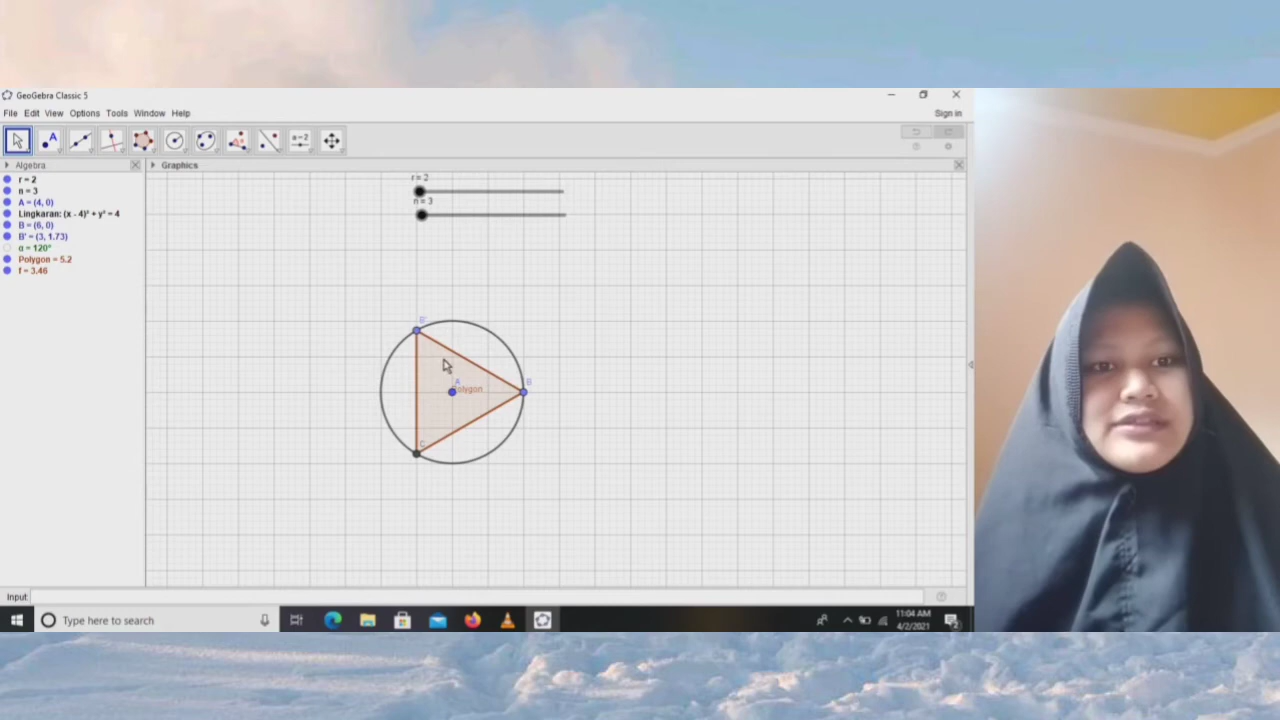 GeoGebra Classic 5
File Edit View Options Tools Window Help
Sign in
A
a=2
Algebra
Graphics
r = 2
n = 3
A = (4, 0)
Lingkaran: (x - 4)² + y² = 4
B = (6, 0)
B' = (3, 1.73)
α = 120°
Polygon = 5.2
f = 3.46
r = 2
n = 3
B'
A
B
Polygon
C
Input:
Type here to search
11:04 AM
4/2/2021
2